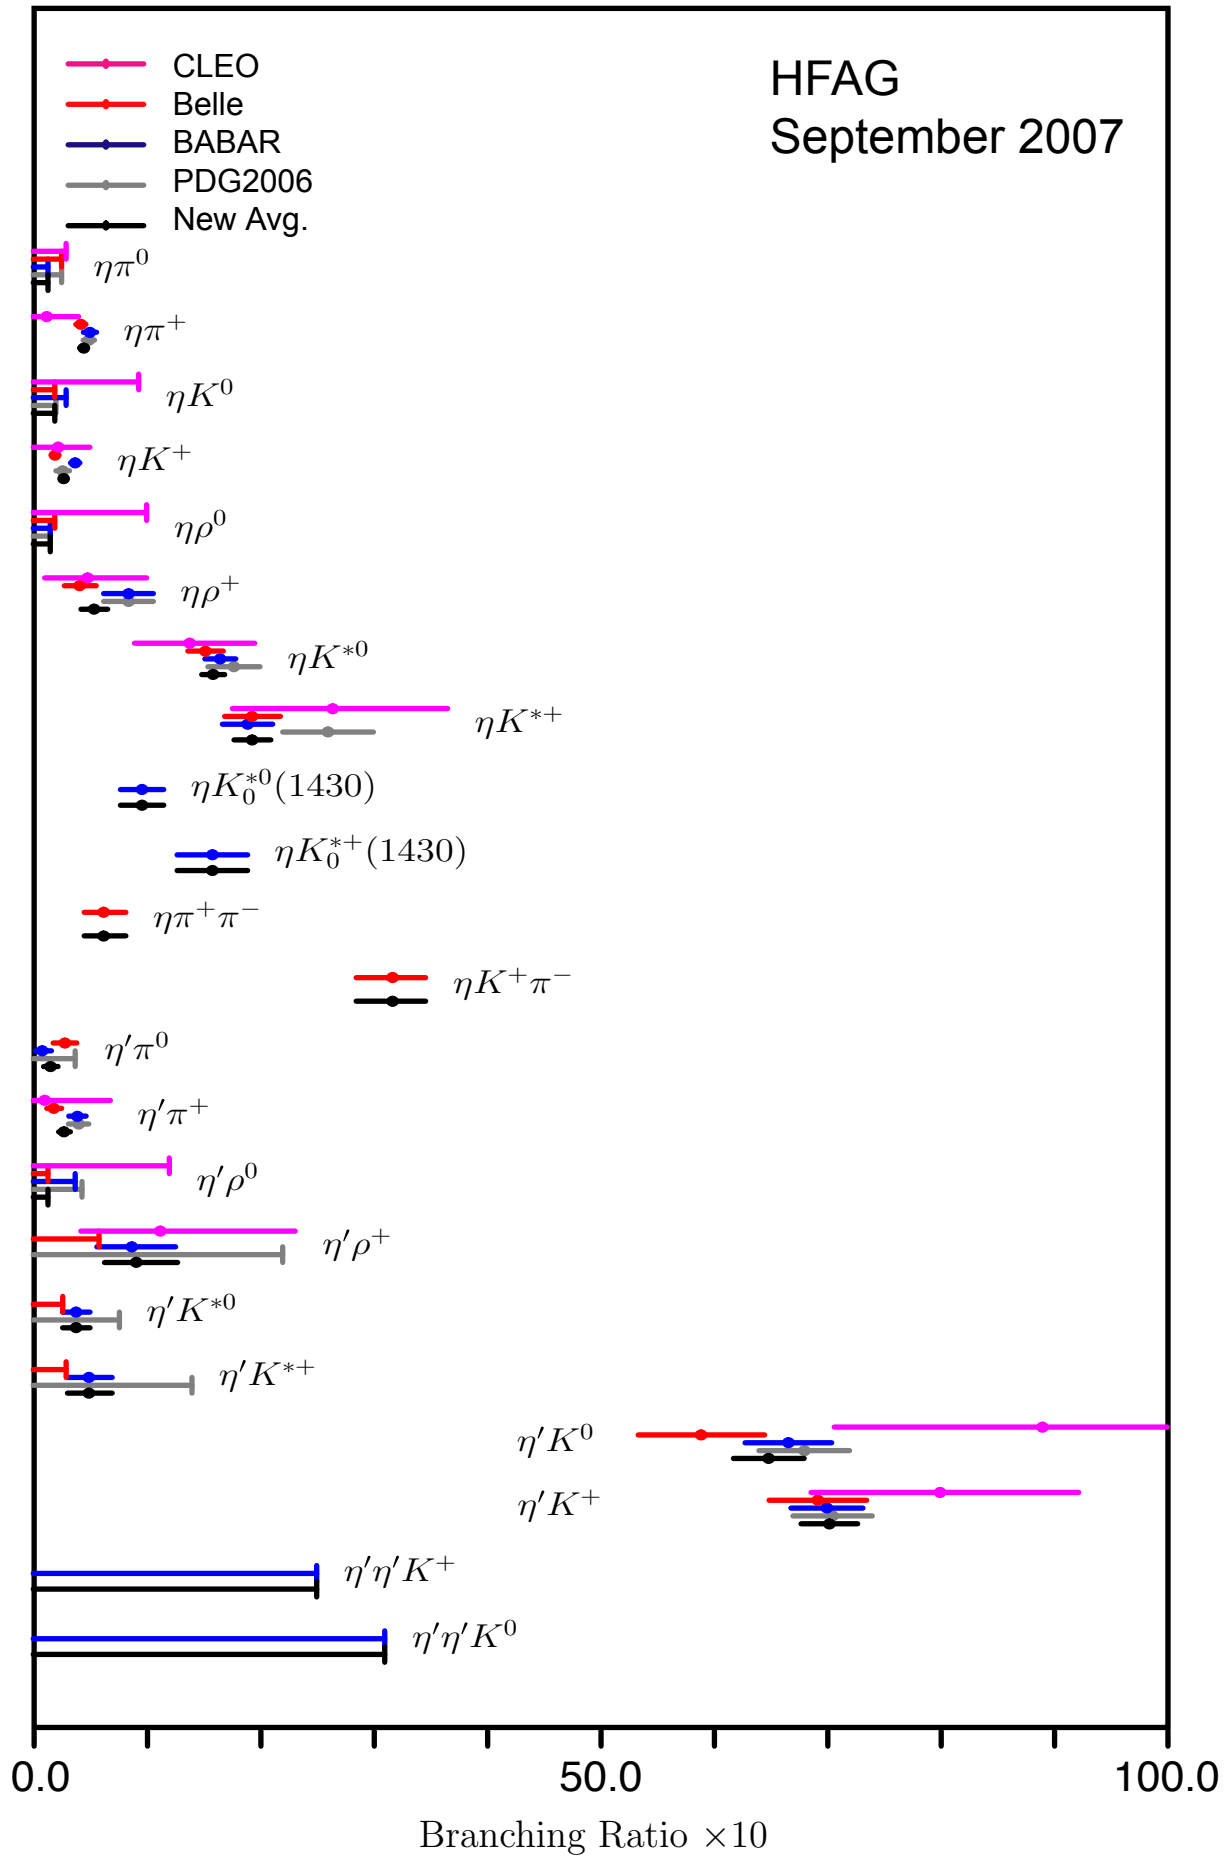 CLEO
Belle
BABAR
PDG2006
New Avg.
HFAG
September 2007
ηπ⁰
ηπ⁺
ηK⁰
ηK⁺
ηρ⁰
ηρ⁺
ηK*⁰
ηK*⁺
ηK₀*⁰(1430)
ηK₀*⁺(1430)
ηπ⁺π⁻
ηK⁺π⁻
η′π⁰
η′π⁺
η′ρ⁰
η′ρ⁺
η′K*⁰
η′K*⁺
η′K⁰
η′K⁺
η′η′K⁺
η′η′K⁰
0.0 50.0 100.0
Branching Ratio ×10